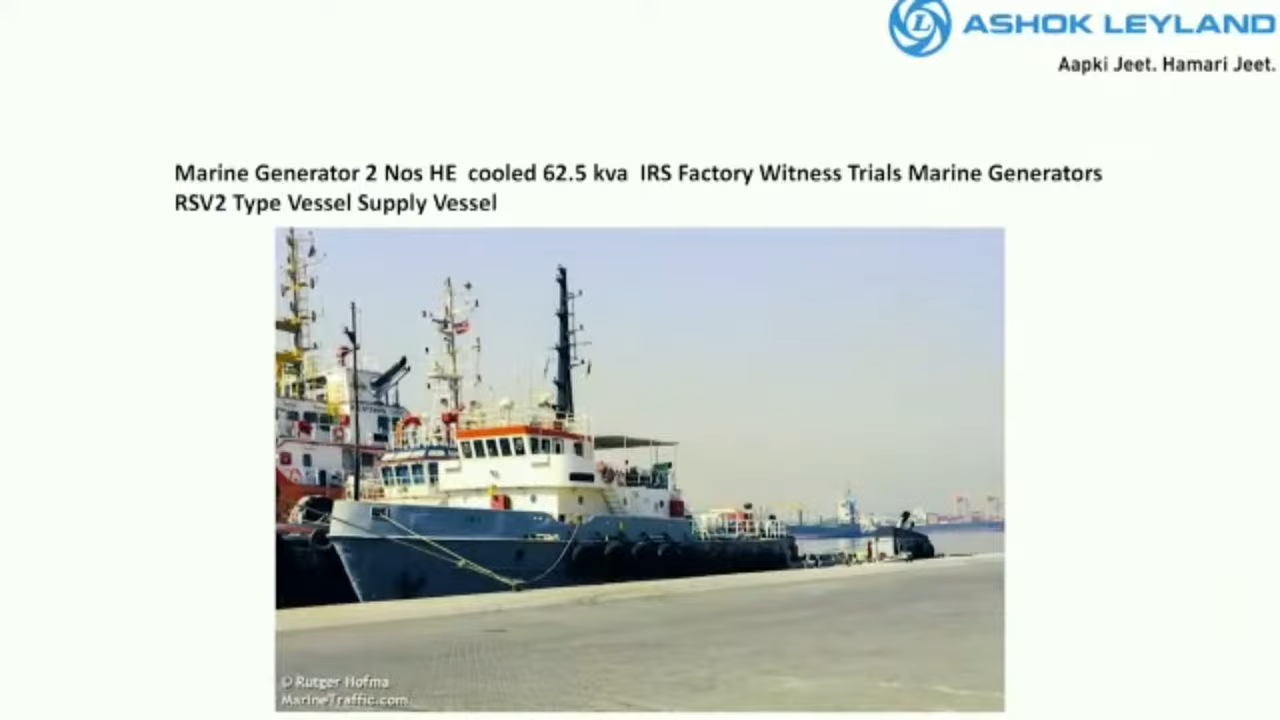 ASHOK LEYLAND
Aapki Jeet. Hamari Jeet.
Marine Generator 2 Nos HE cooled 62.5 kva IRS Factory Witness Trials Marine Generators
RSV2 Type Vessel Supply Vessel
© Rutger Hofma
MarineTraffic.com